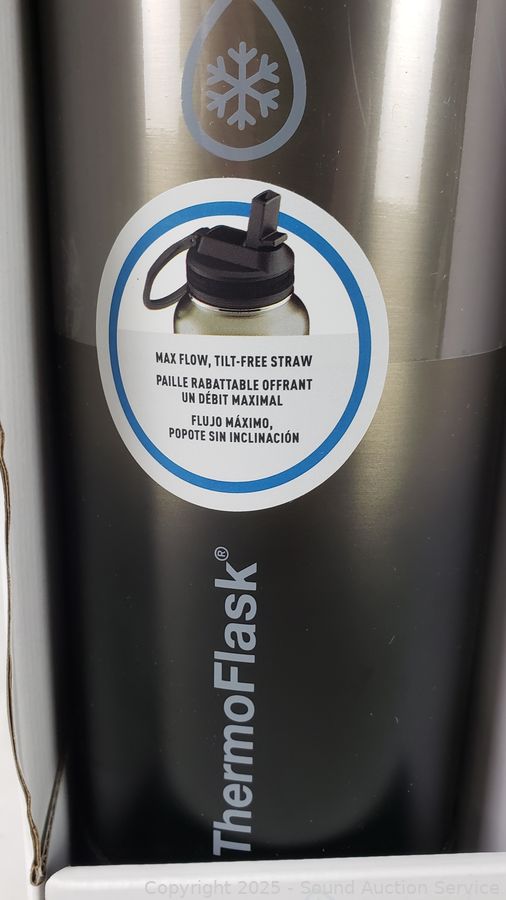 MAX FLOW, TILT-FREE STRAW
PAILLE RABATTABLE OFFRANT
UN DÉBIT MAXIMAL
FLUJO MÁXIMO,
POPOTE SIN INCLINACIÓN
ThermoFlask®
Copyright 2025 - Sound Auction Service